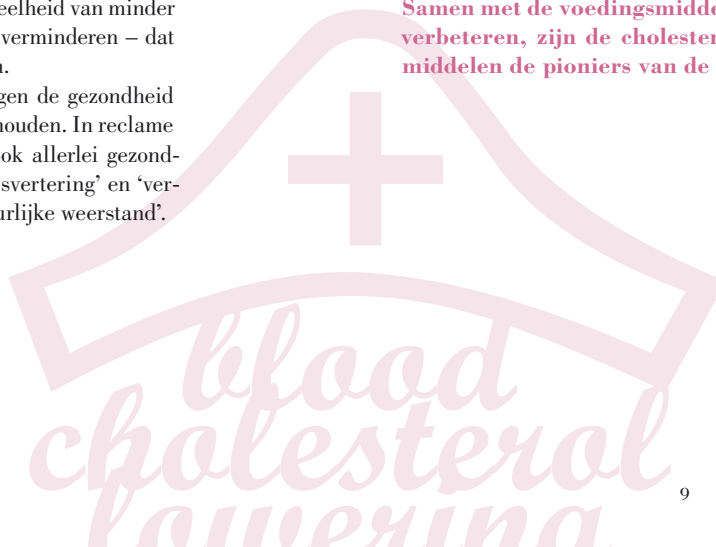 eelheid van minder
verminderen – dat
n.
gen de gezondheid
houden. In reclame
ok allerlei gezond-
svertering’ en ‘ver-
urlijke weerstand’.
Samen met de voedingsmidde
verbeteren, zijn de cholester
middelen de pioniers van de
blood
cholesterol
lowering
9